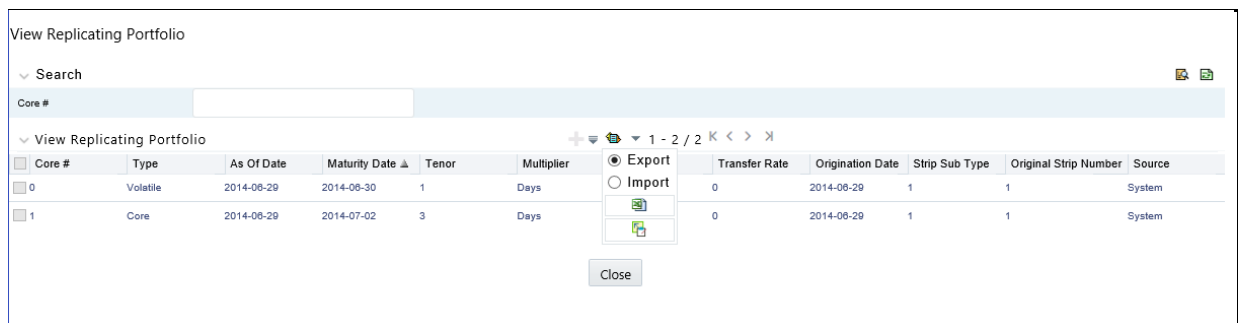 View Replicating Portfolio
Search
Core #
View Replicating Portfolio 1 - 2 / 2
Core # Type As Of Date Maturity Date Tenor Multiplier Transfer Rate Origination Date Strip Sub Type Original Strip Number Source
Export
0 Volatile 2014-06-29 2014-06-30 1 Days 0 2014-06-29 1 1 System
Import
1 Core 2014-06-29 2014-07-02 3 Days 0 2014-06-29 1 1 System
Close